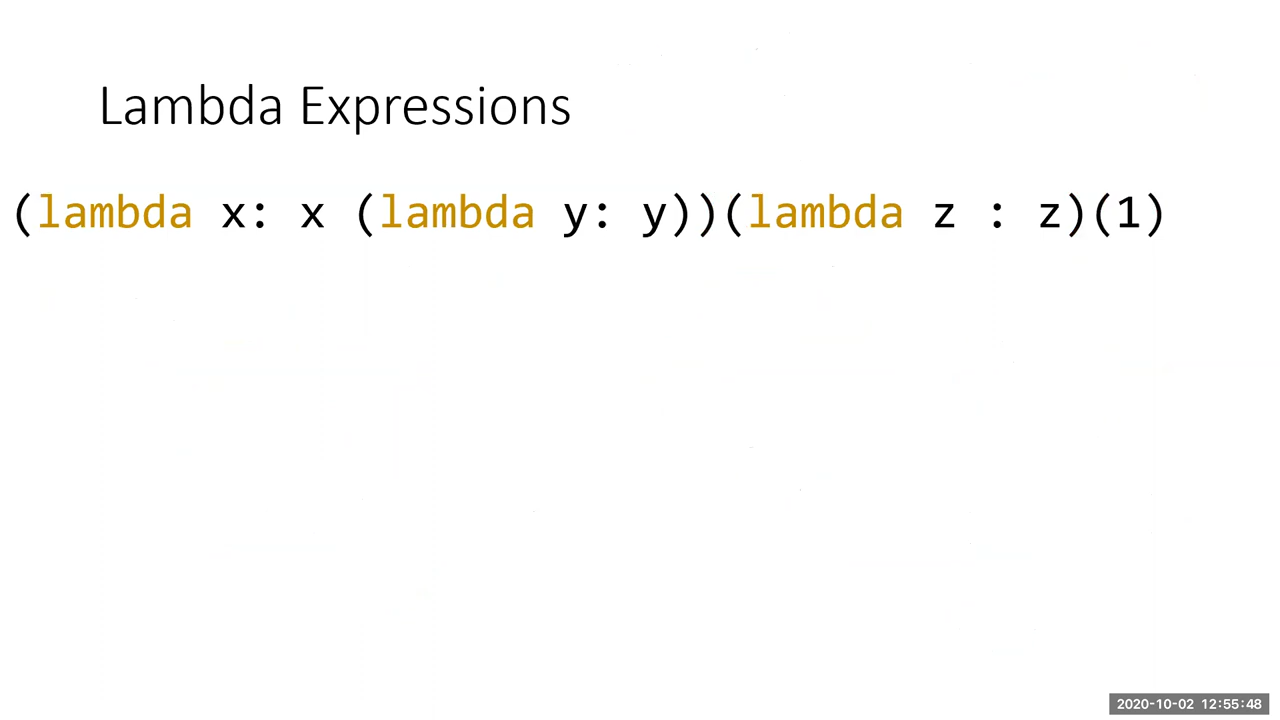 Lambda Expressions
(lambda x: x (lambda y: y))(lambda z : z)(1)
2020-10-02 12:55:48